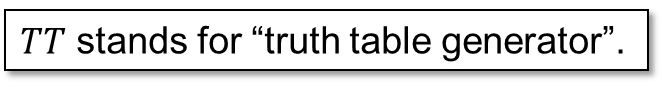 TT stands for “truth table generator”.